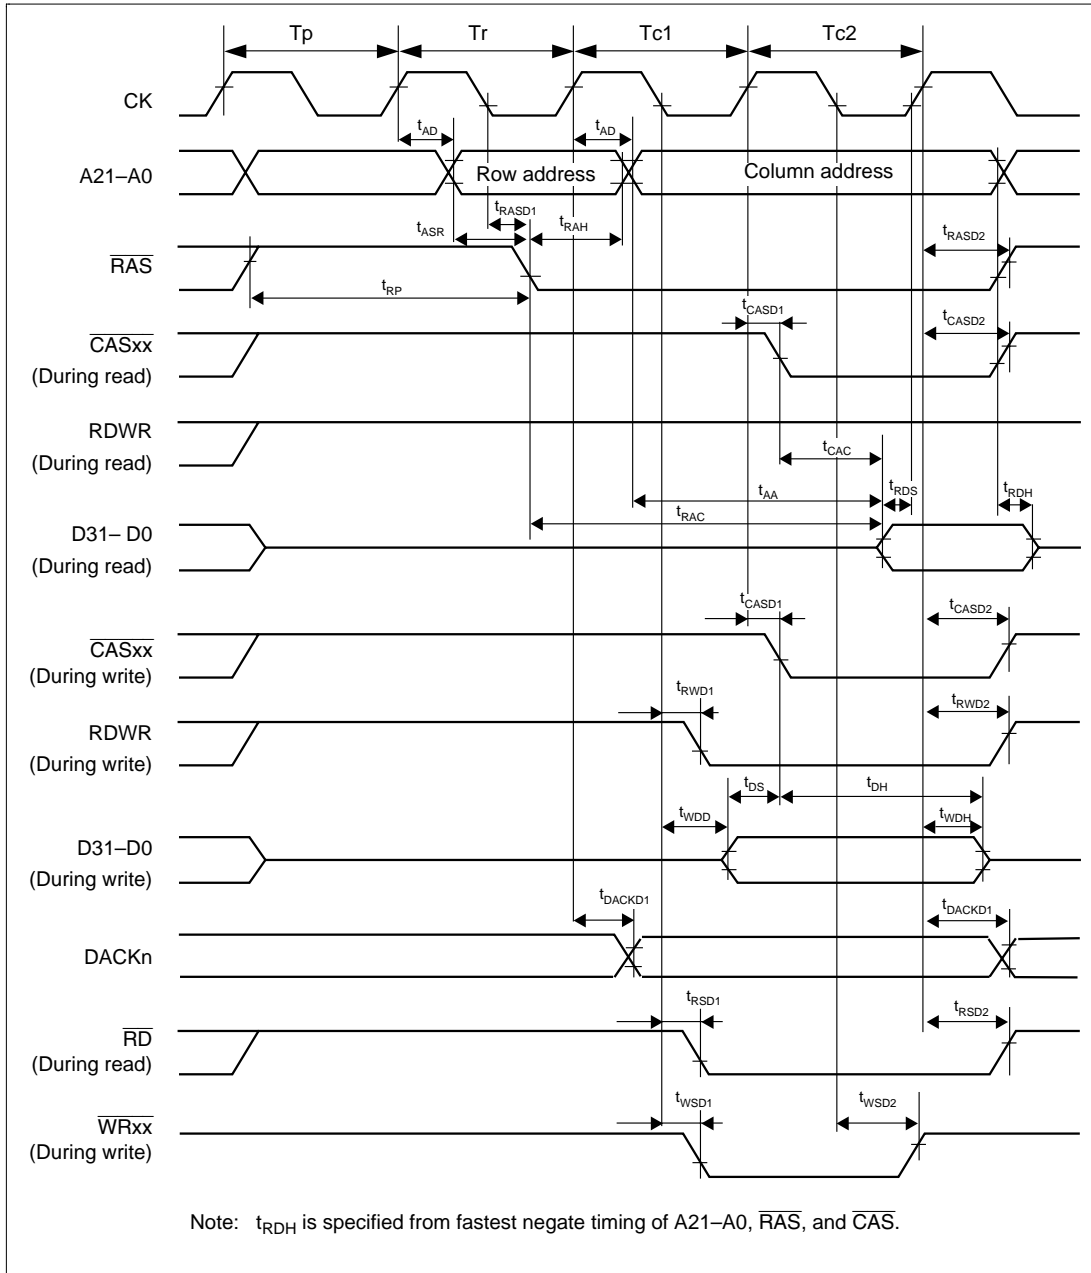 Tp Tr Tc1 Tc2
CK
tAD tAD
A21–A0 Row address Column address
tRASD1
tASR tRAH tRASD2
RAS
tRP
tCASD1 tCASD2
CASxx
(During read)
RDWR
(During read)
tCAC
tAA tRDS tRDH
tRAC
D31– D0
(During read)
tCASD1 tCASD2
CASxx
(During write)
tRWD1 tRWD2
RDWR
(During write)
tDS tDH
tWDD tWDH
D31–D0
(During write)
tDACKD1 tDACKD1
DACKn
tRSD1 tRSD2
RD
(During read)
tWSD1 tWSD2
WRxx
(During write)
Note: tRDH is specified from fastest negate timing of A21–A0, RAS, and CAS.